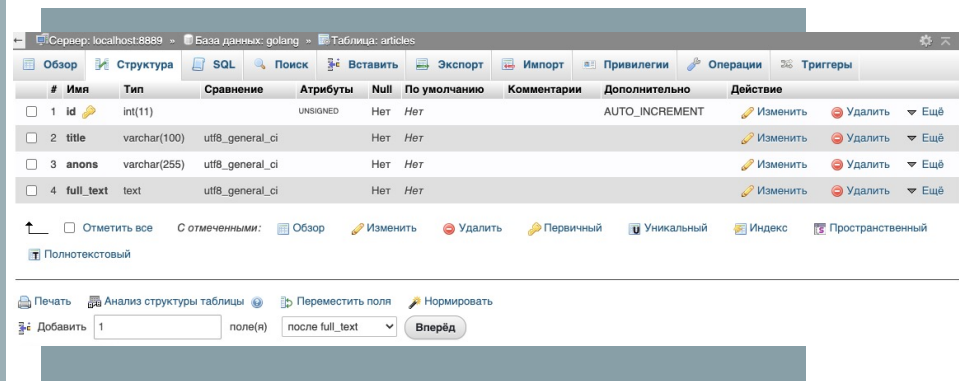 Сервер: localhost:8889 » База данных: golang » Таблица: articles
Обзор Структура SQL Поиск Вставить Экспорт Импорт Привилегии Операции Триггеры
# Имя Тип Сравнение Атрибуты Null По умолчанию Комментарии Дополнительно Действие
1 id int(11) UNSIGNED Нет Нет AUTO_INCREMENT Изменить Удалить Ещё
2 title varchar(100) utf8_general_ci Нет Нет Изменить Удалить Ещё
3 anons varchar(255) utf8_general_ci Нет Нет Изменить Удалить Ещё
4 full_text text utf8_general_ci Нет Нет Изменить Удалить Ещё
Отметить все С отмеченными: Обзор Изменить Удалить Первичный Уникальный Индекс Пространственный
Полнотекстовый
Печать Анализ структуры таблицы Переместить поля Нормировать
Добавить 1 поле(я) после full_text Вперёд